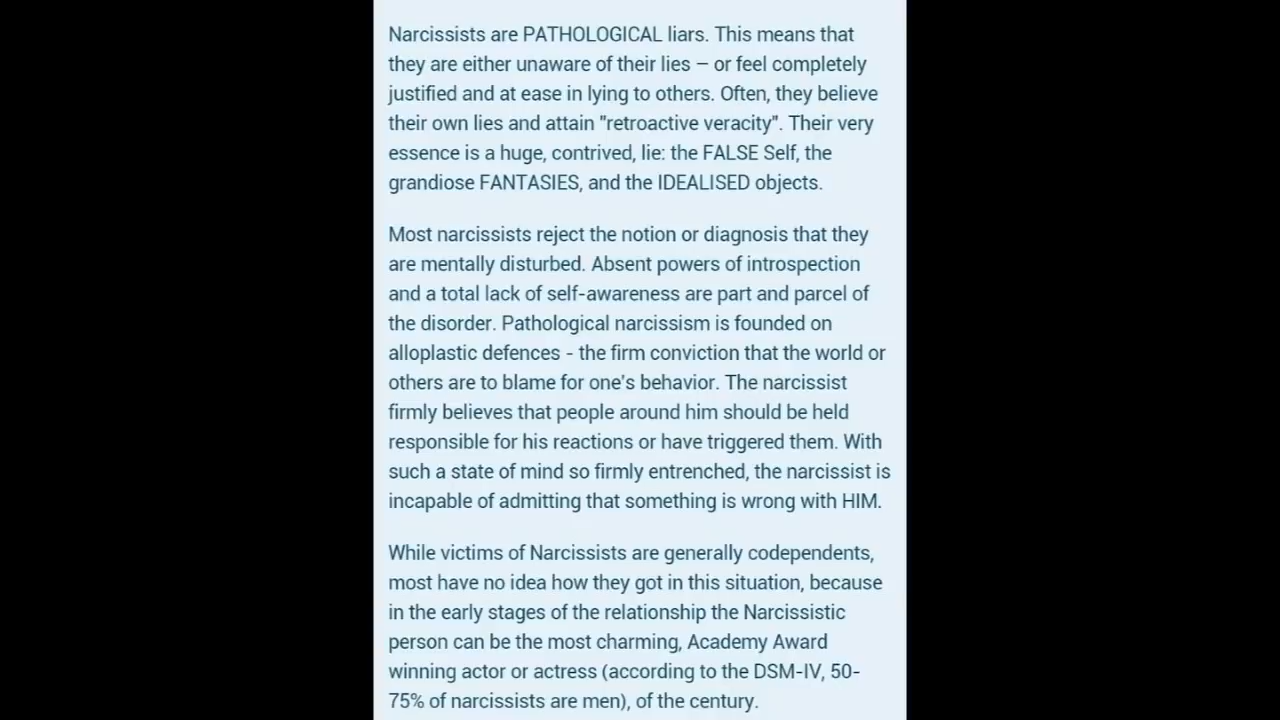 Narcissists are PATHOLOGICAL liars. This means that
they are either unaware of their lies – or feel completely
justified and at ease in lying to others. Often, they believe
their own lies and attain "retroactive veracity". Their very
essence is a huge, contrived, lie: the FALSE Self, the
grandiose FANTASIES, and the IDEALISED objects.
Most narcissists reject the notion or diagnosis that they
are mentally disturbed. Absent powers of introspection
and a total lack of self-awareness are part and parcel of
the disorder. Pathological narcissism is founded on
alloplastic defences - the firm conviction that the world or
others are to blame for one's behavior. The narcissist
firmly believes that people around him should be held
responsible for his reactions or have triggered them. With
such a state of mind so firmly entrenched, the narcissist is
incapable of admitting that something is wrong with HIM.
While victims of Narcissists are generally codependents,
most have no idea how they got in this situation, because
in the early stages of the relationship the Narcissistic
person can be the most charming, Academy Award
winning actor or actress (according to the DSM-IV, 50-
75% of narcissists are men), of the century.